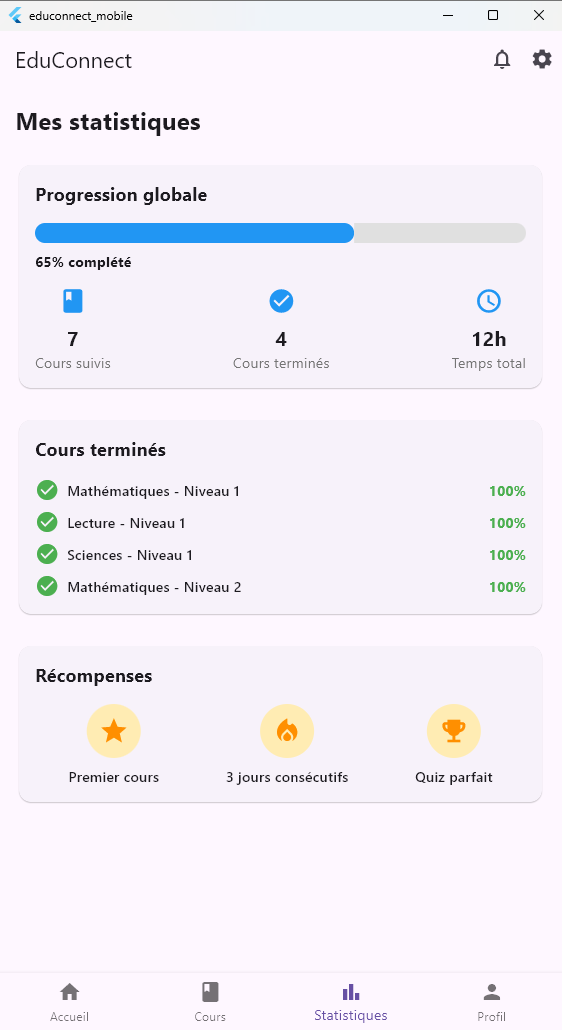 educonnect_mobile
EduConnect
Mes statistiques
Progression globale
65% complété
7 4 12h
Cours suivis Cours terminés Temps total
Cours terminés
Mathématiques - Niveau 1 100%
Lecture - Niveau 1 100%
Sciences - Niveau 1 100%
Mathématiques - Niveau 2 100%
Récompenses
Premier cours 3 jours consécutifs Quiz parfait
Accueil Cours Statistiques Profil